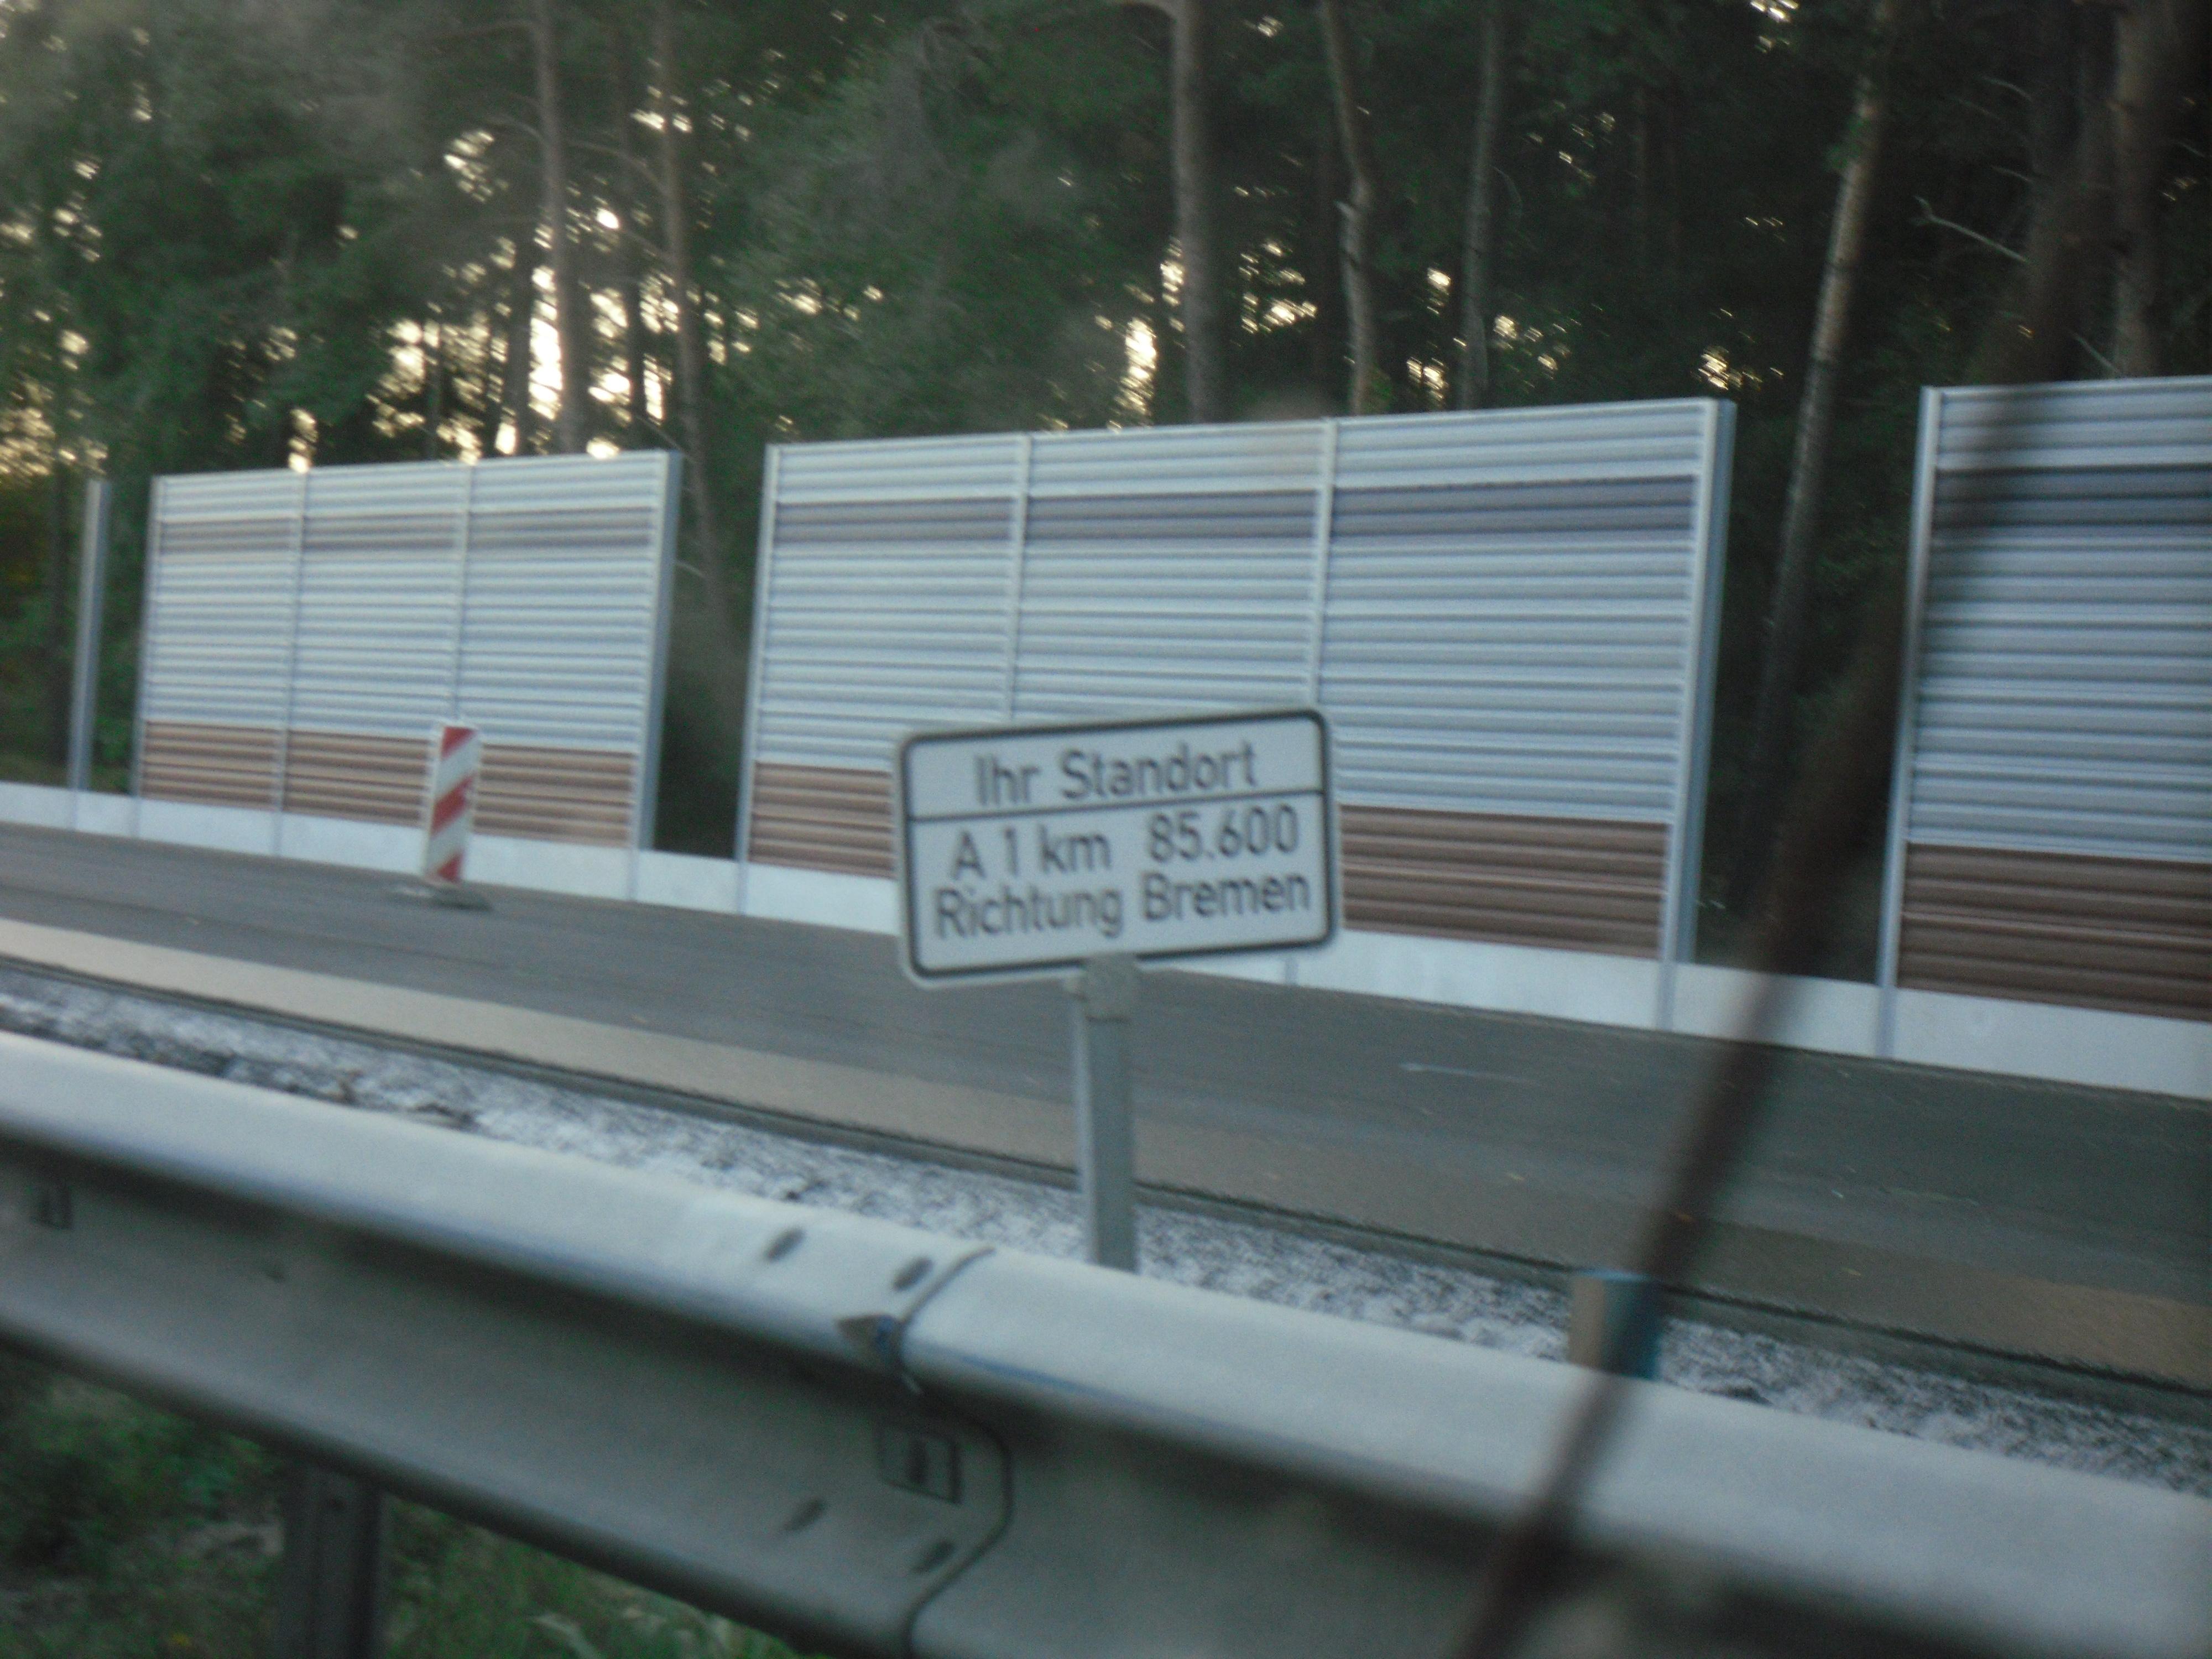 Ihr Standort
A 1 km 85.600
Richtung Bremen